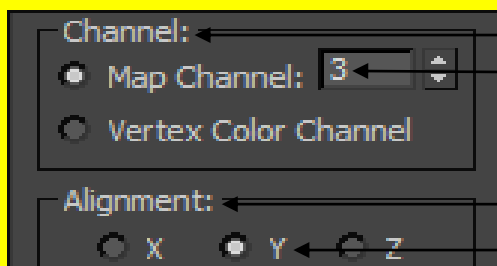 Channel:
Map Channel: 3
Vertex Color Channel
Alignment:
X Y Z